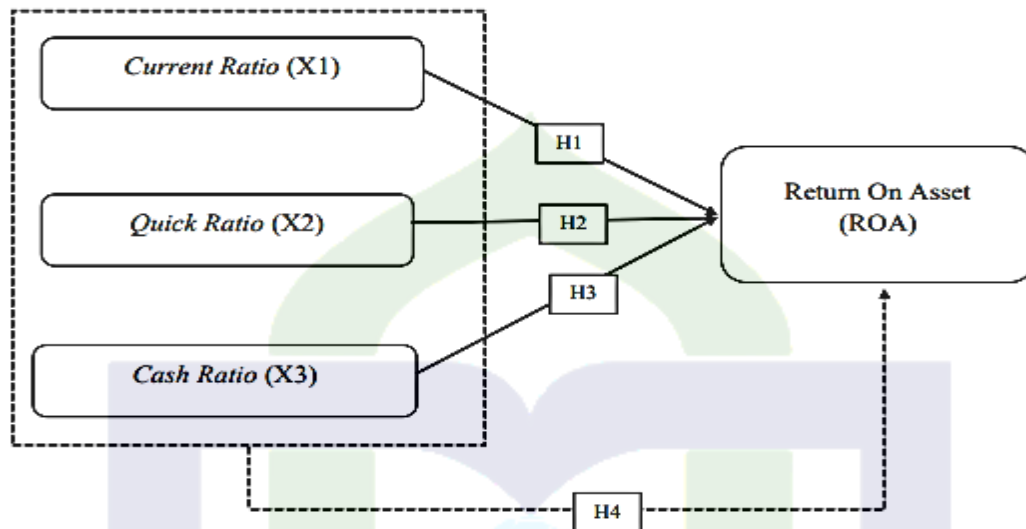 Current Ratio (X1)
H1
Return On Asset
(ROA)
Quick Ratio (X2)
H2
H3
Cash Ratio (X3)
H4